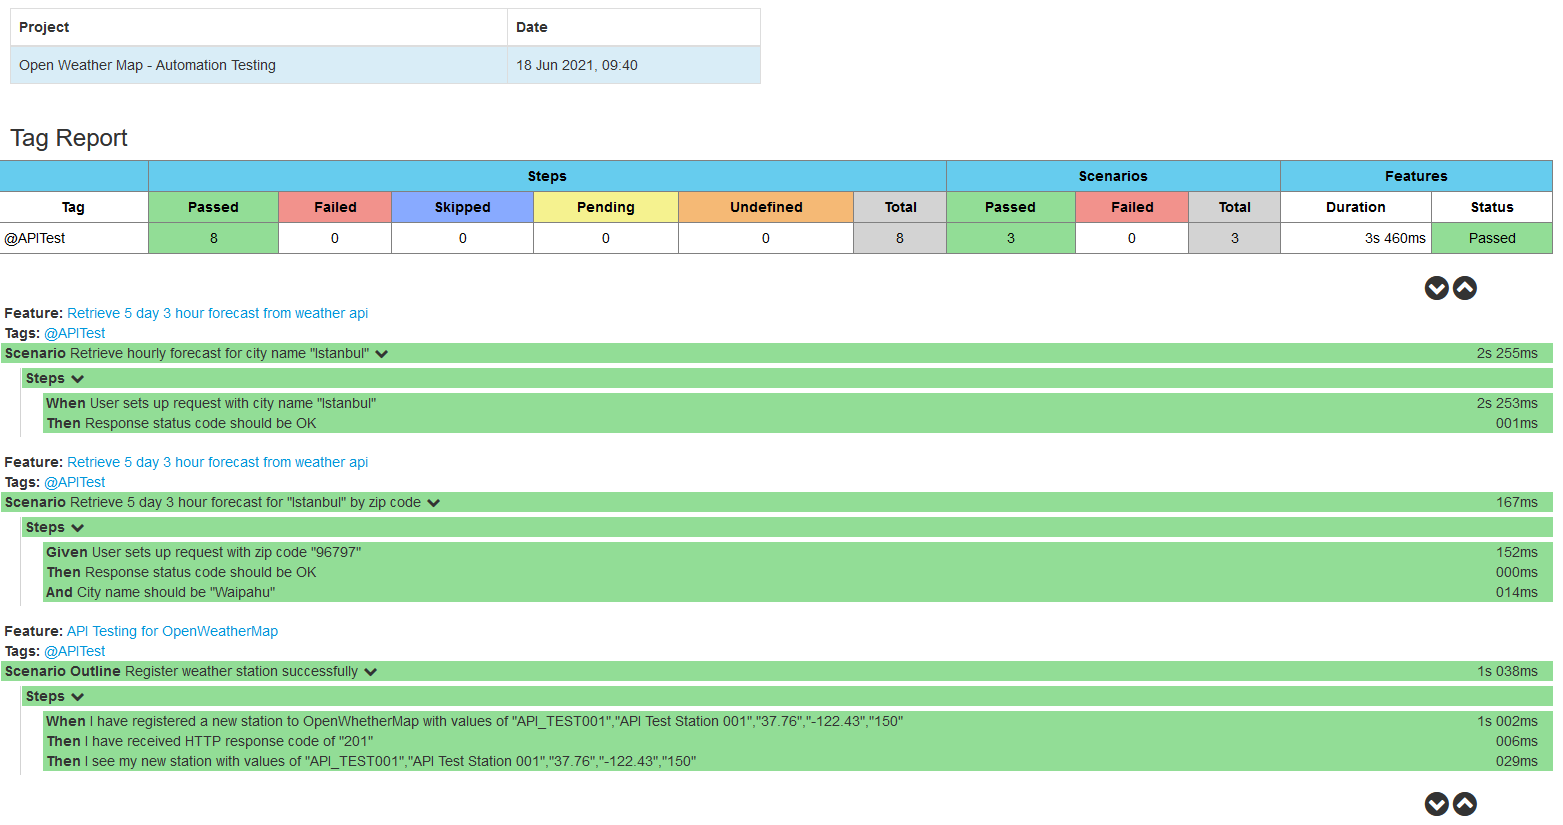 Project Date
Open Weather Map - Automation Testing 18 Jun 2021, 09:40
Tag Report
Steps Scenarios Features
Tag Passed Failed Skipped Pending Undefined Total Passed Failed Total Duration Status
@APITest 8 0 0 0 0 8 3 0 3 3s 460ms Passed
Feature: Retrieve 5 day 3 hour forecast from weather api
Tags: @APITest
Scenario Retrieve hourly forecast for city name "Istanbul" 2s 255ms
Steps
When User sets up request with city name "Istanbul" 2s 253ms
Then Response status code should be OK 001ms
Feature: Retrieve 5 day 3 hour forecast from weather api
Tags: @APITest
Scenario Retrieve 5 day 3 hour forecast for "Istanbul" by zip code 167ms
Steps
Given User sets up request with zip code "96797" 152ms
Then Response status code should be OK 000ms
And City name should be "Waipahu" 014ms
Feature: API Testing for OpenWeatherMap
Tags: @APITest
Scenario Outline Register weather station successfully 1s 038ms
Steps
When I have registered a new station to OpenWhetherMap with values of "API_TEST001","API Test Station 001","37.76","-122.43","150" 1s 002ms
Then I have received HTTP response code of "201" 006ms
Then I see my new station with values of "API_TEST001","API Test Station 001","37.76","-122.43","150" 029ms